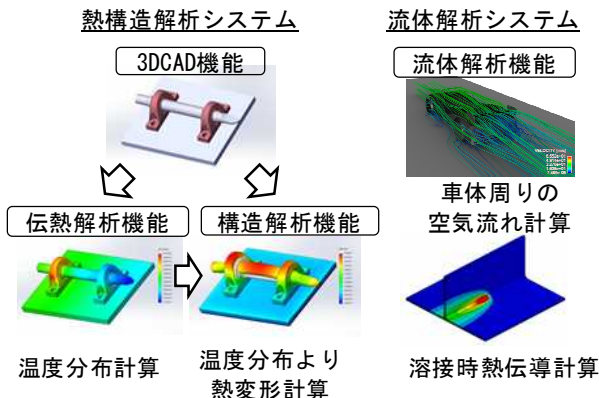 熱構造解析システム
3DCAD機能
伝熱解析機能
構造解析機能
温度分布計算
温度分布より
熱変形計算
流体解析システム
流体解析機能
車体周りの
空気流れ計算
溶接時熱伝導計算